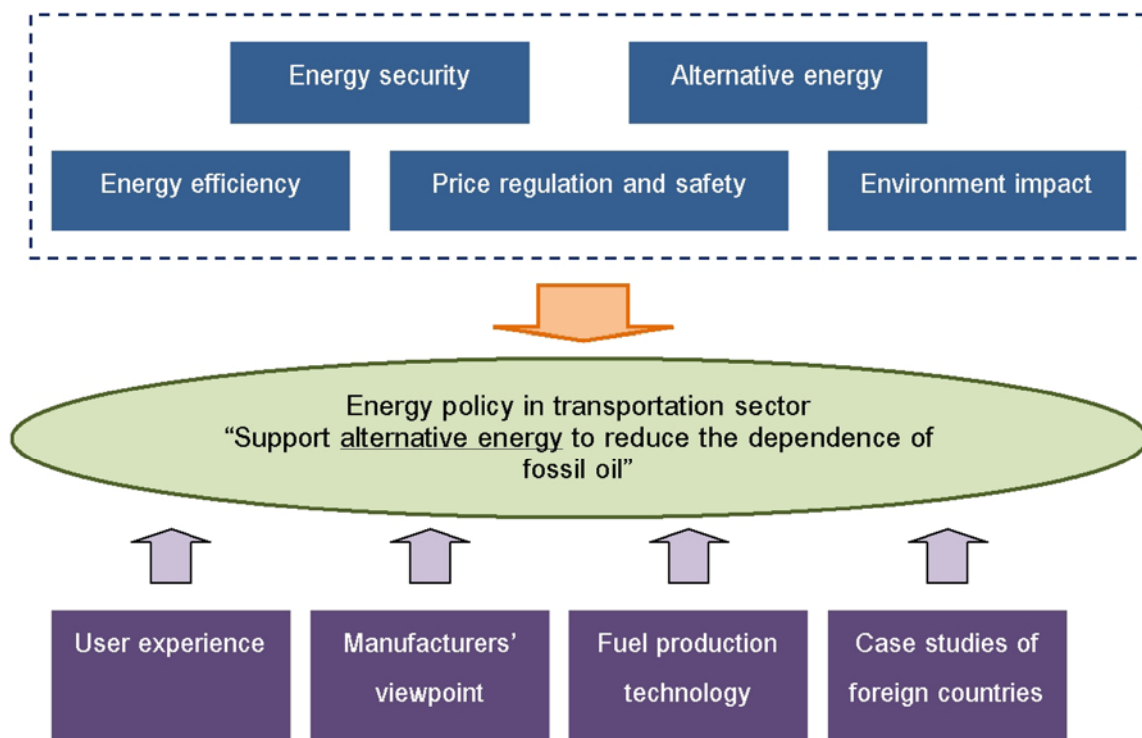 Energy security
Alternative energy
Energy efficiency
Price regulation and safety
Environment impact
Energy policy in transportation sector
“Support alternative energy to reduce the dependence of
fossil oil”
User experience
Manufacturers’
viewpoint
Fuel production
technology
Case studies of
foreign countries